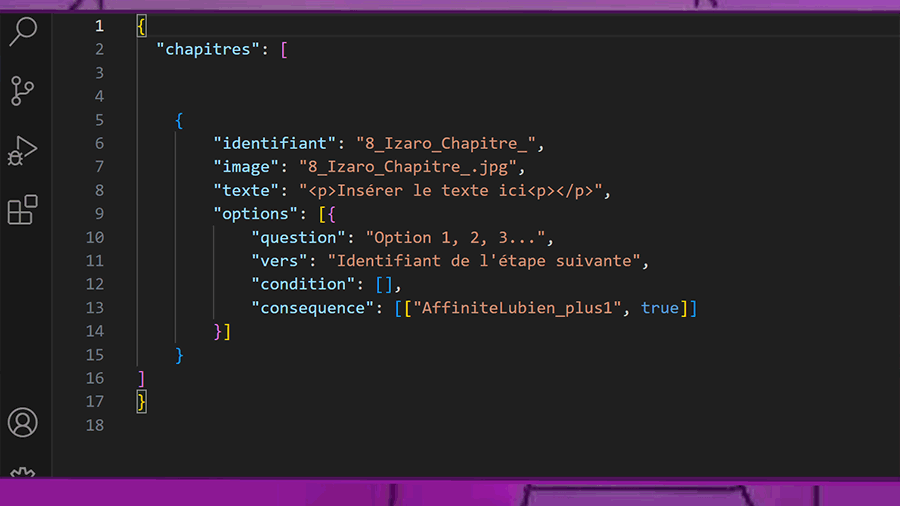 1 {
2 "chapitres": [
3
4
5 {
6 "identifiant": "8_Izaro_Chapitre_",
7 "image": "8_Izaro_Chapitre_.jpg",
8 "texte": "<p>Insérer le texte ici<p></p>",
9 "options": [{
10 "question": "Option 1, 2, 3...",
11 "vers": "Identifiant de l'étape suivante",
12 "condition": [],
13 "consequence": [["AffiniteLubien_plus1", true]]
14 }]
15 }
16 ]
17 }
18